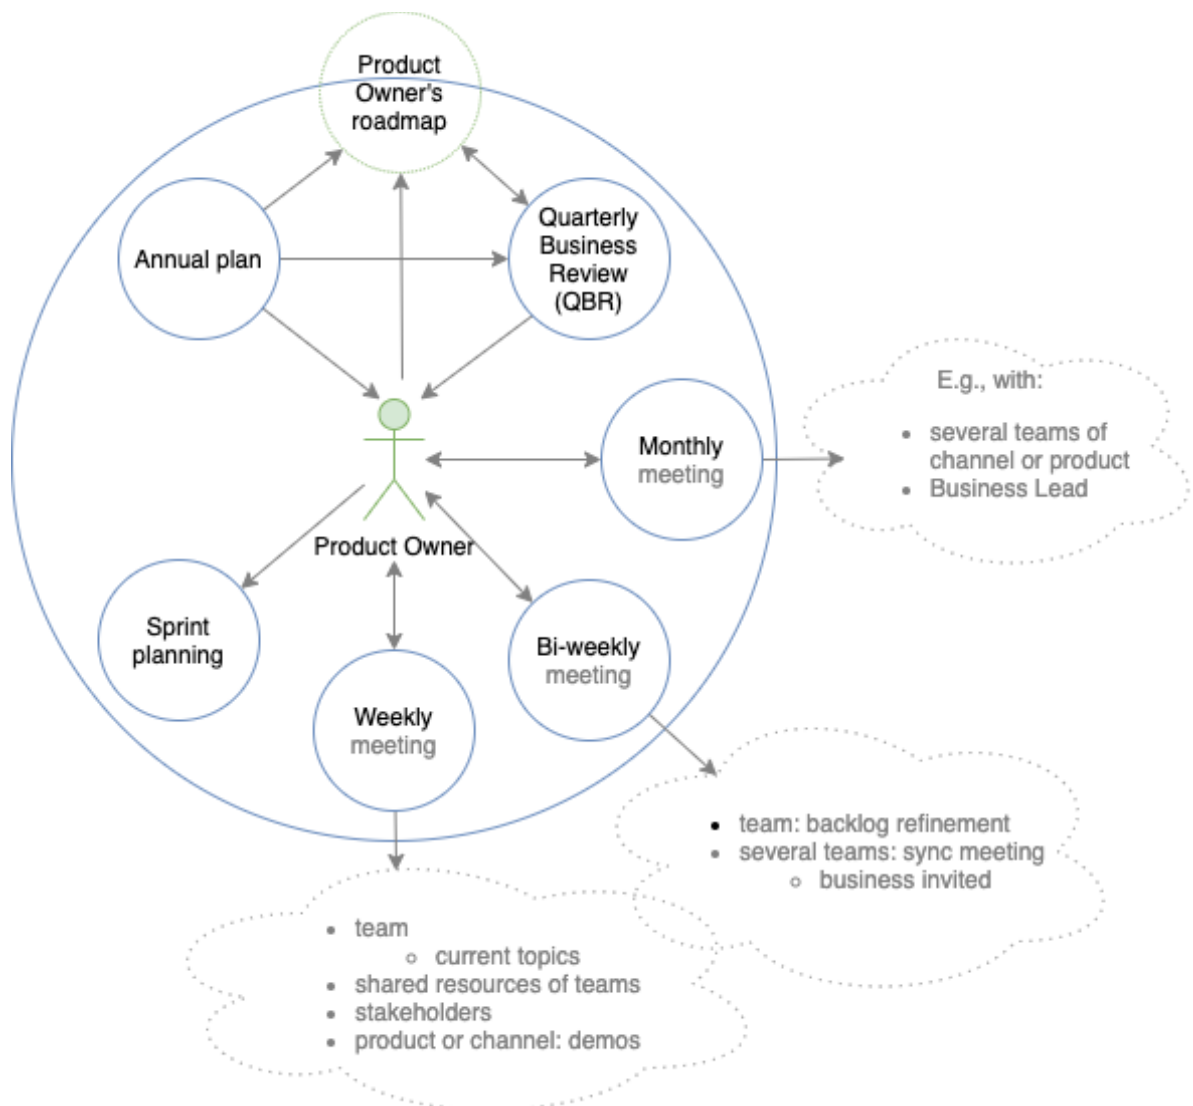 Product
Owner's
roadmap
Annual plan
Quarterly
Business
Review
(QBR)
E.g., with:
several teams of
channel or product
Business Lead
Monthly
meeting
Product Owner
Sprint
planning
Bi-weekly
meeting
Weekly
meeting
team: backlog refinement
several teams: sync meeting
business invited
team
current topics
shared resources of teams
stakeholders
product or channel: demos